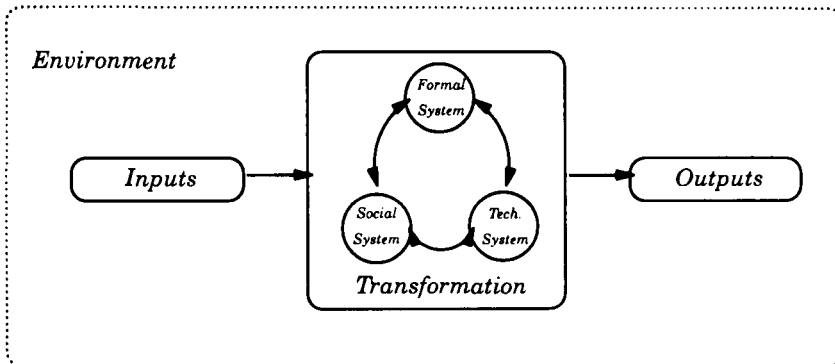 Environment
Formal
System
Inputs
Outputs
Social
System
Tech.
System
Transformation